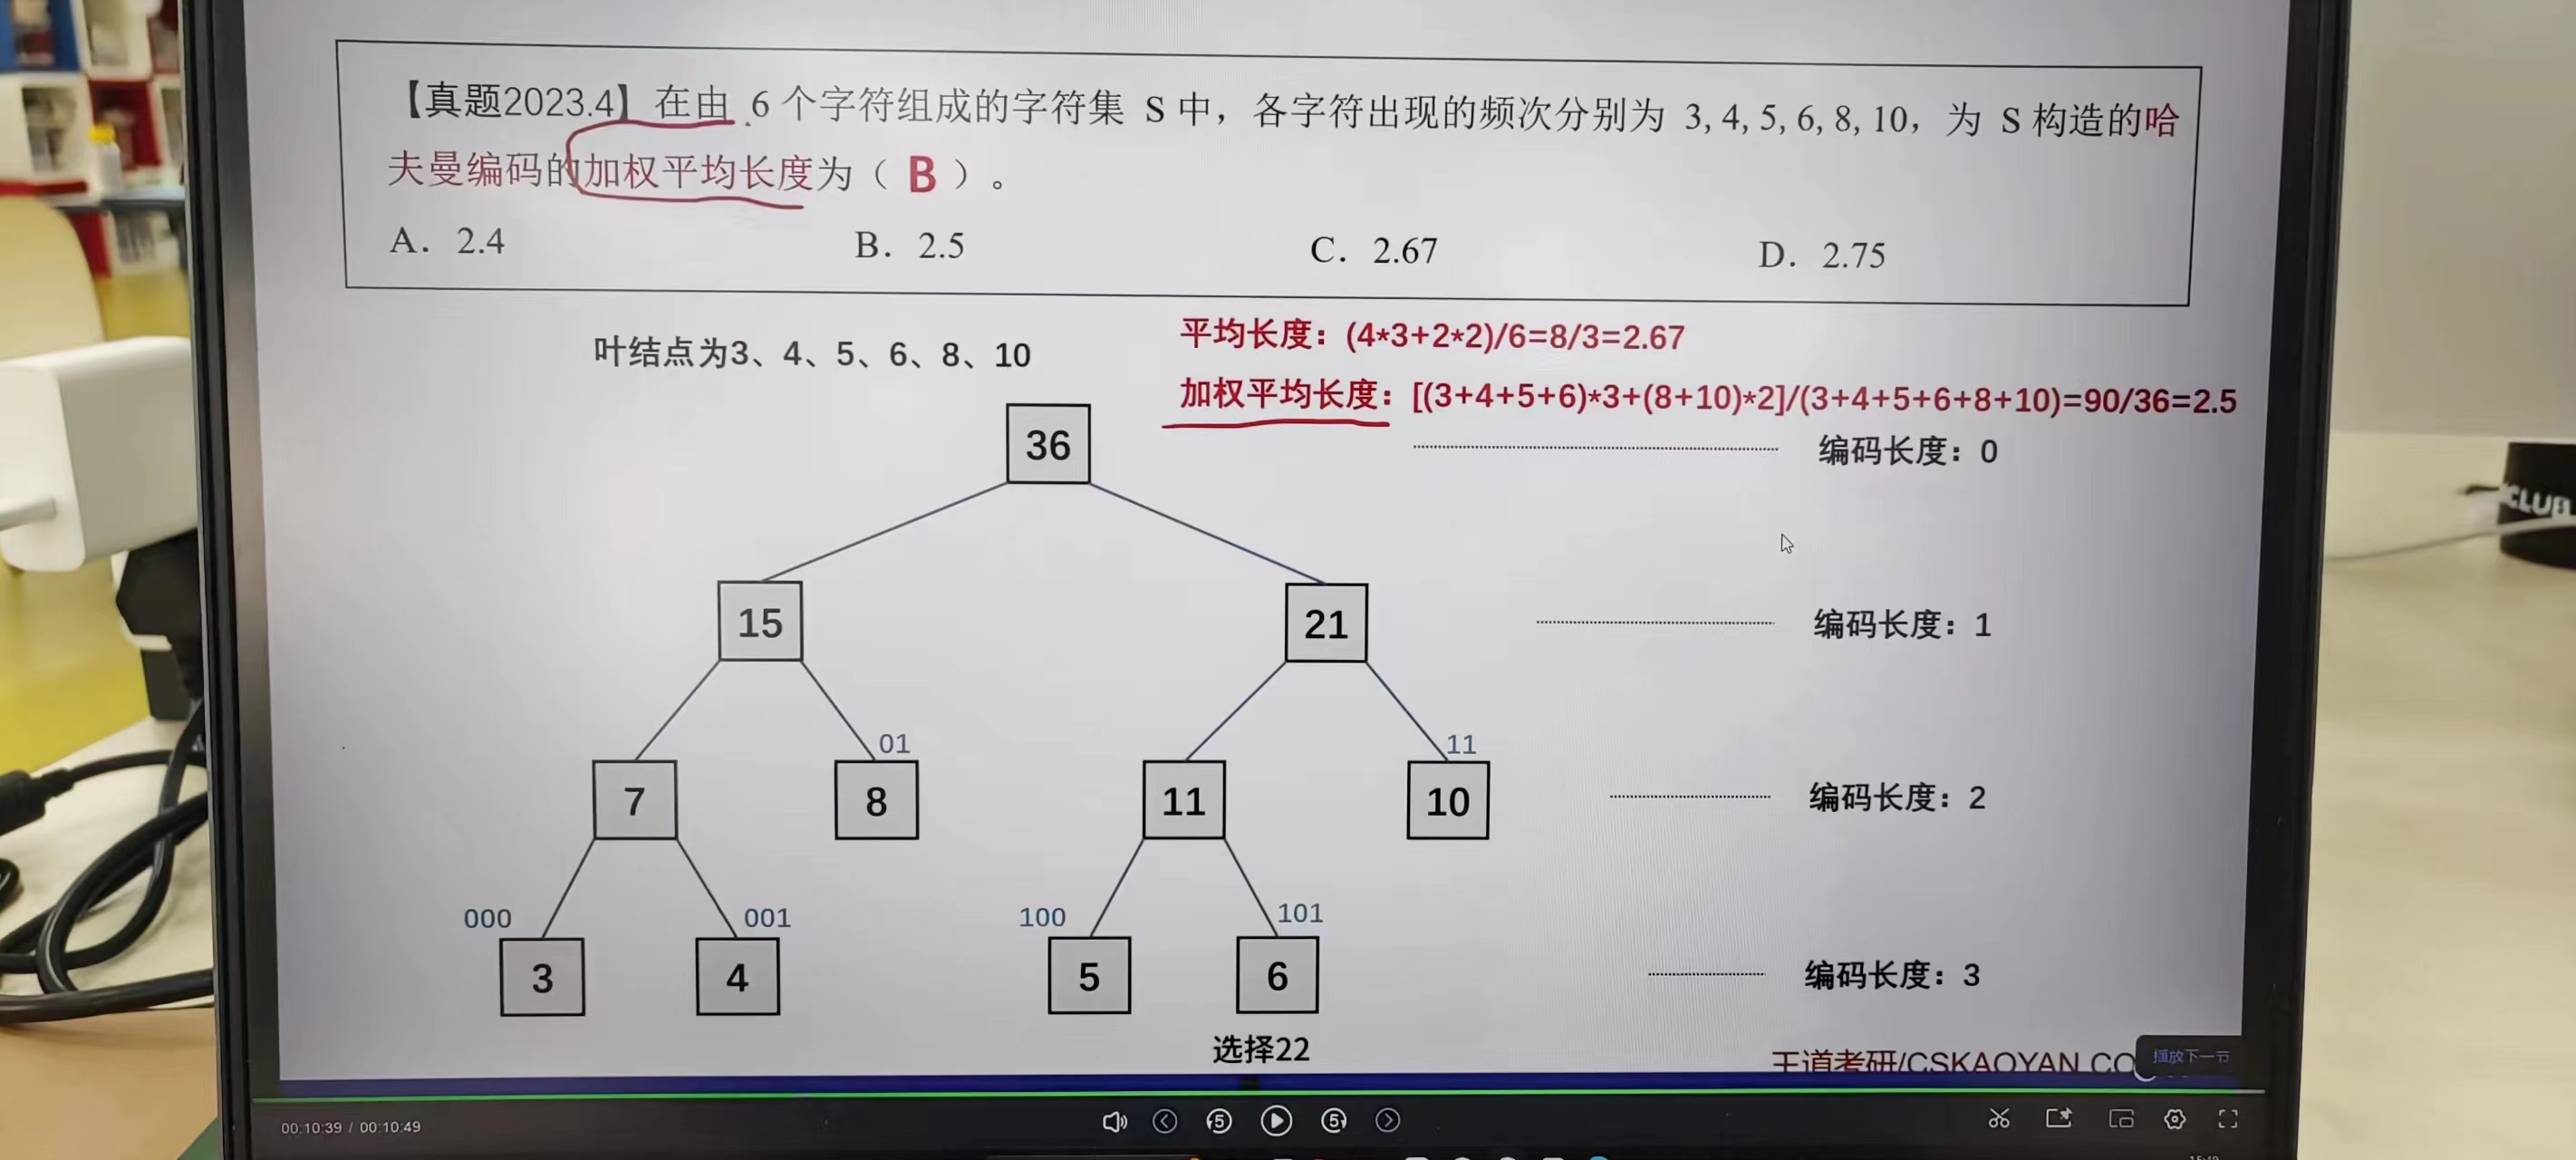 【真题2023.4】在由 6 个字符组成的字符集 S 中，各字符出现的频次分别为 3, 4, 5, 6, 8, 10，为 S 构造的哈
夫曼编码的加权平均长度为（ B ）。
A. 2.4 B. 2.5 C. 2.67 D. 2.75
叶结点为3、4、5、6、8、10
平均长度：(4*3+2*2)/6=8/3=2.67
加权平均长度：[(3+4+5+6)*3+(8+10)*2]/(3+4+5+6+8+10)=90/36=2.5
36
编码长度：0
15 21
编码长度：1
01 11
7 8 11 10
编码长度：2
000 001 100 101
3 4 5 6
编码长度：3
选择22
王道考研/CSKAOYAN.CO
播放下一节
00:10:39 / 00:10:49
5 5
CLUB